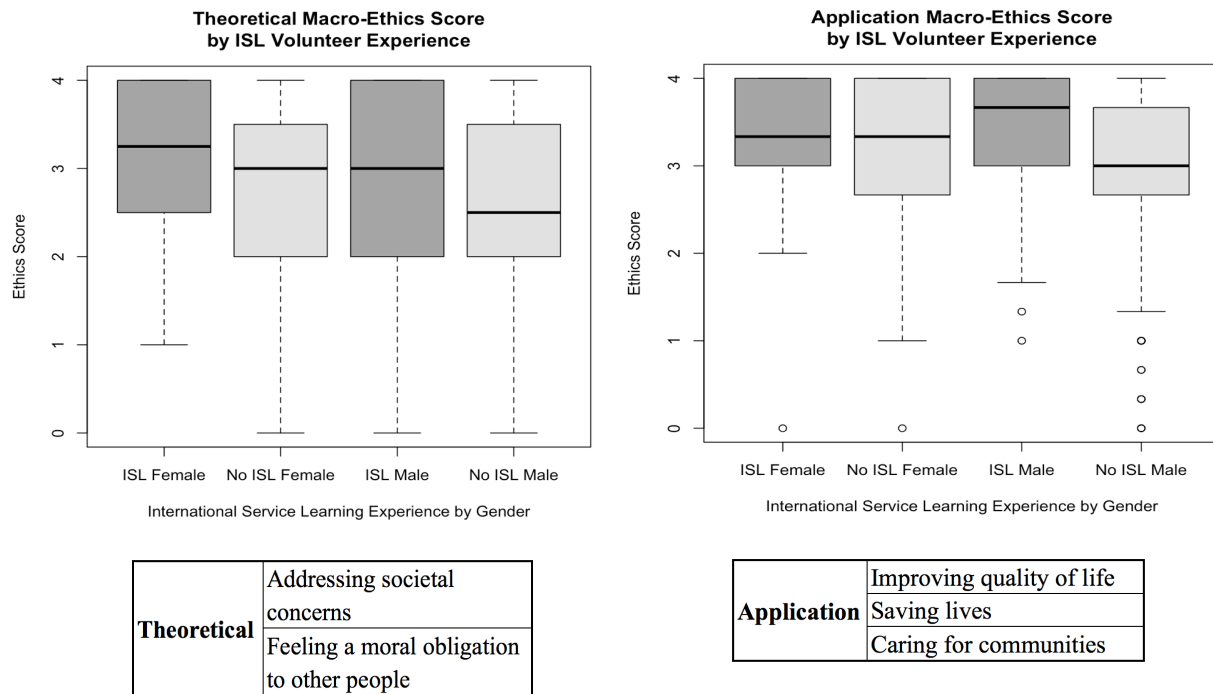 Theoretical Macro-Ethics Score
by ISL Volunteer Experience
Ethics Score
4
3
2
1
0
ISL Female No ISL Female ISL Male No ISL Male
International Service Learning Experience by Gender
Application Macro-Ethics Score
by ISL Volunteer Experience
Ethics Score
4
3
2
1
0
ISL Female No ISL Female ISL Male No ISL Male
International Service Learning Experience by Gender
Theoretical
Addressing societal
concerns
Feeling a moral obligation
to other people
Application
Improving quality of life
Saving lives
Caring for communities